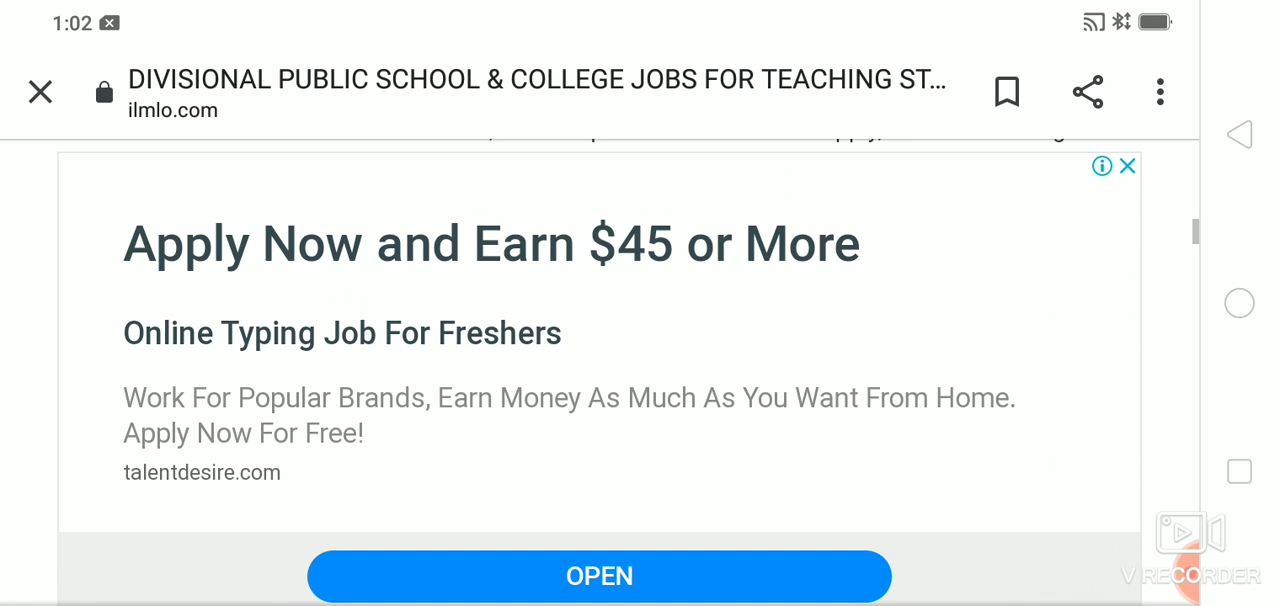 1:02
DIVISIONAL PUBLIC SCHOOL & COLLEGE JOBS FOR TEACHING ST...
ilmlo.com
Apply Now and Earn $45 or More
Online Typing Job For Freshers
Work For Popular Brands, Earn Money As Much As You Want From Home.
Apply Now For Free!
talentdesire.com
OPEN
V RECORDER